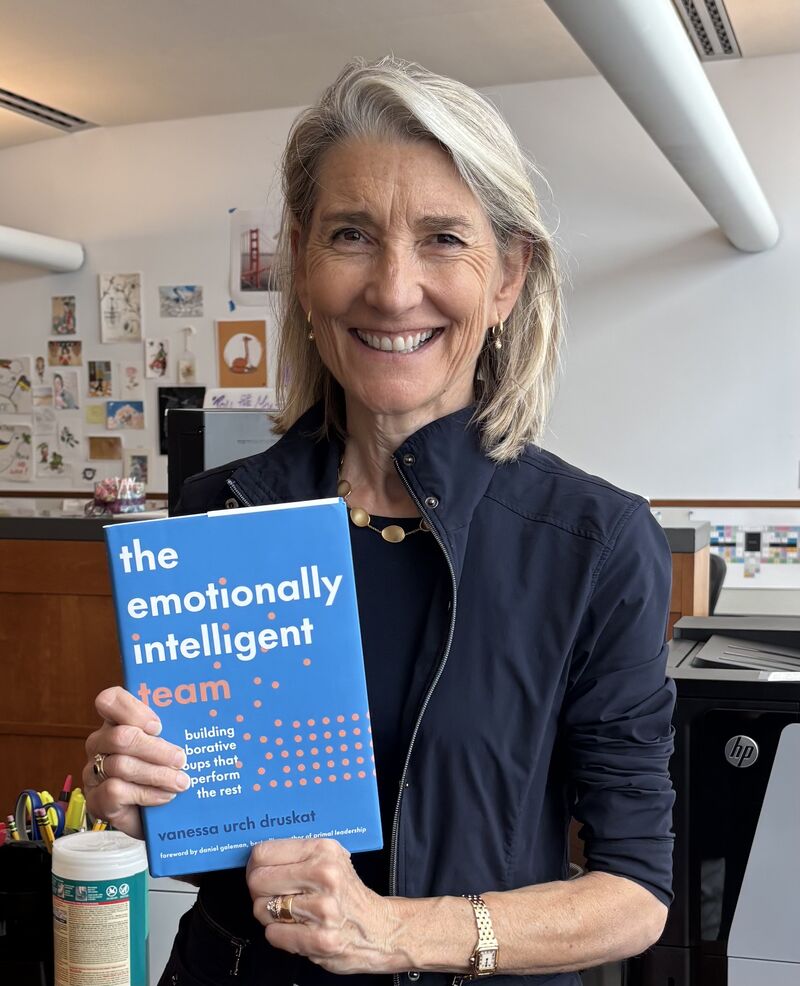 the
emotionally
intelligent
team
building
borative
oups that
perform
the rest
vanessa urch druskat
foreword by daniel goleman, author of primal leadership
hp